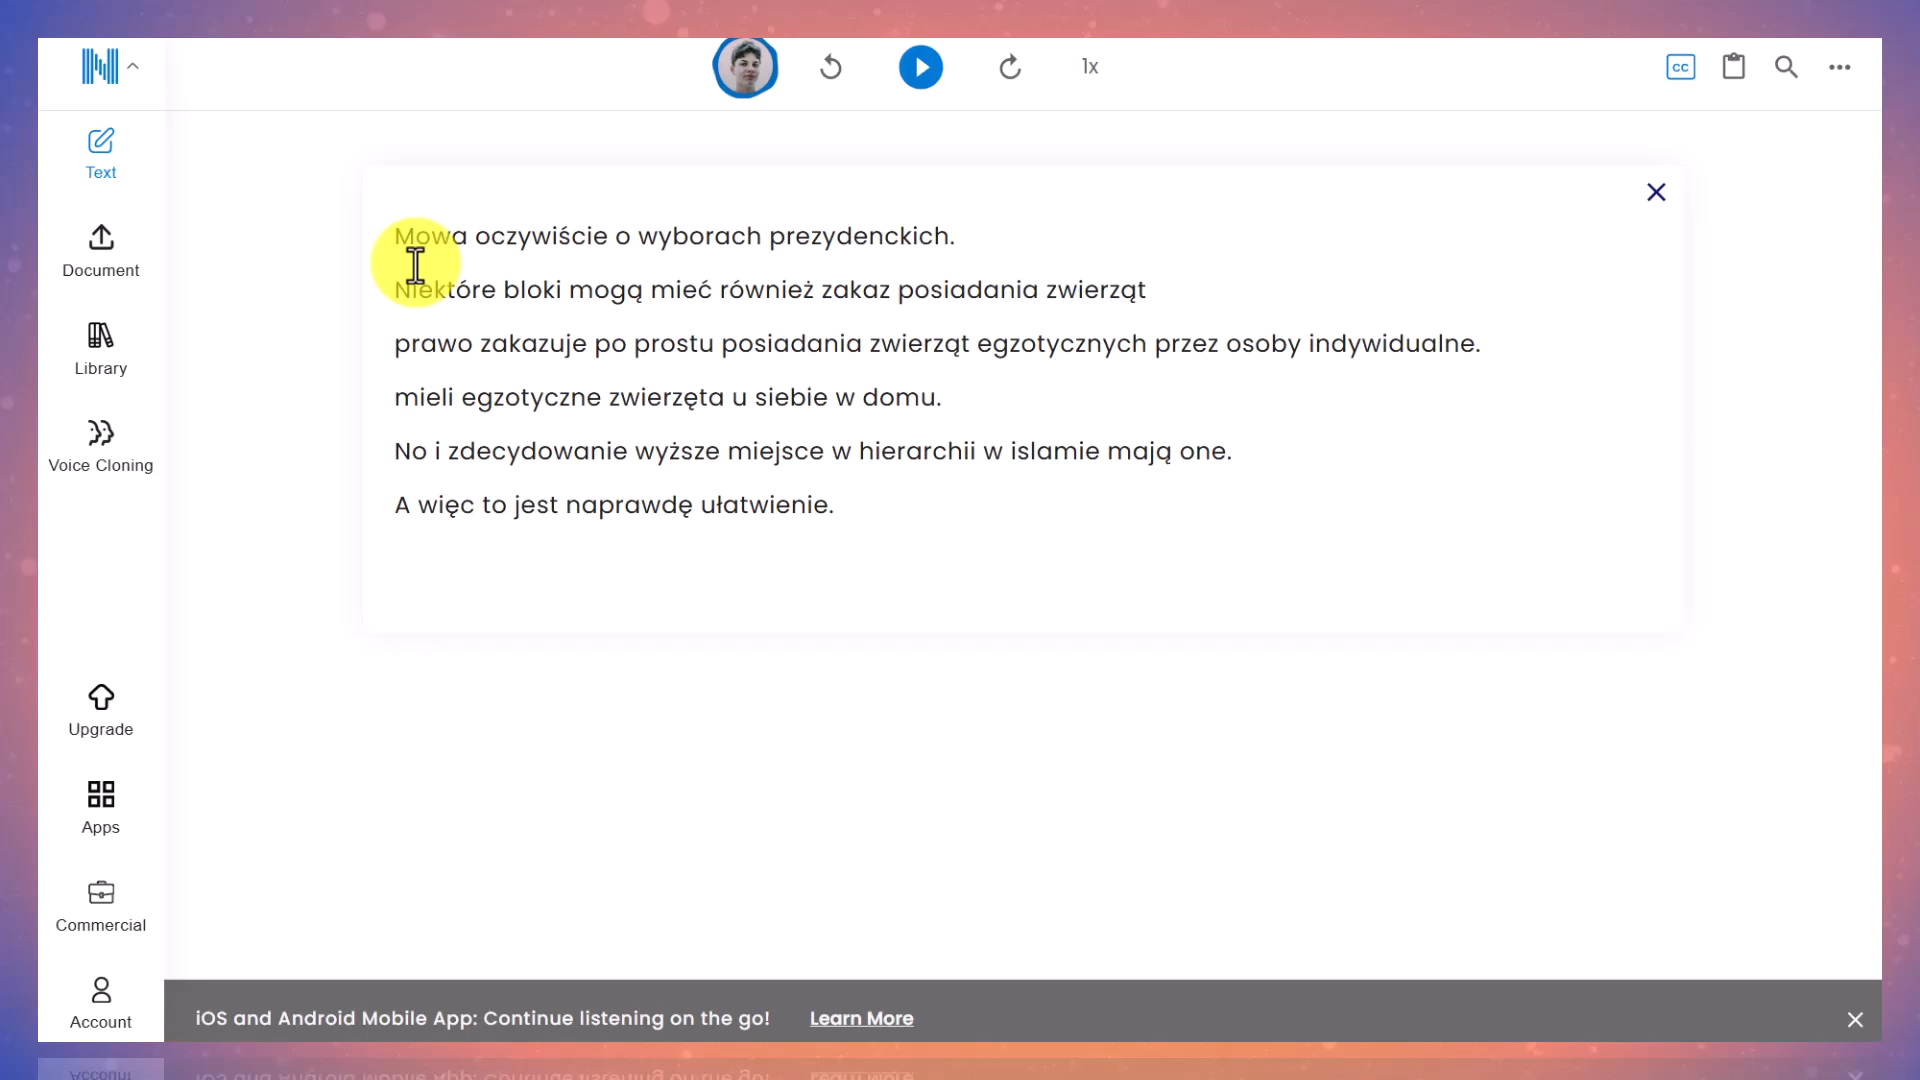 1x
CC
Text
Document
Library
Voice Cloning
Upgrade
Apps
Commercial
Account
Mowa oczywiście o wyborach prezydenckich.
Niektóre bloki mogą mieć również zakaz posiadania zwierząt
prawo zakazuje po prostu posiadania zwierząt egzotycznych przez osoby indywidualne.
mieli egzotyczne zwierzęta u siebie w domu.
No i zdecydowanie wyższe miejsce w hierarchii w islamie mają one.
A więc to jest naprawdę ułatwienie.
iOS and Android Mobile App: Continue listening on the go! Learn More